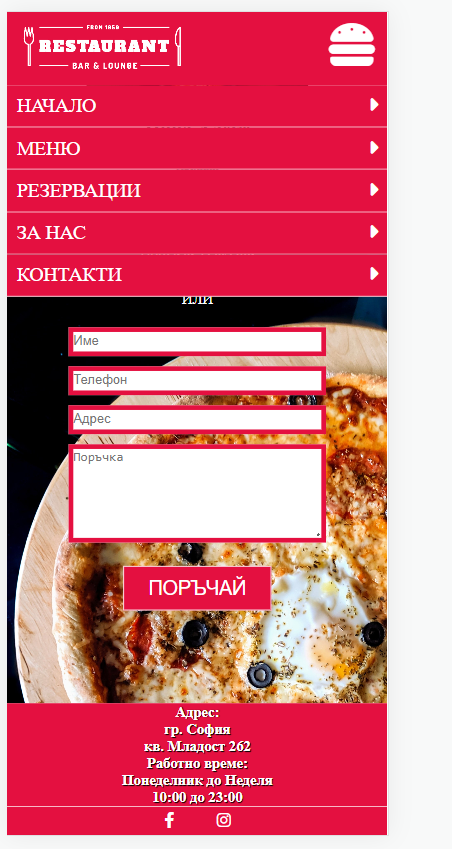 FROM 1859
RESTAURANT
BAR & LOUNGE
НАЧАЛО
МЕНЮ
РЕЗЕРВАЦИИ
ЗА НАС
КОНТАКТИ
ИЛИ
Име
Телефон
Адрес
Поръчка
ПОРЪЧАЙ
Адрес:
гр. София
кв. Младост 262
Работно време:
Понеделник до Неделя
10:00 до 23:00